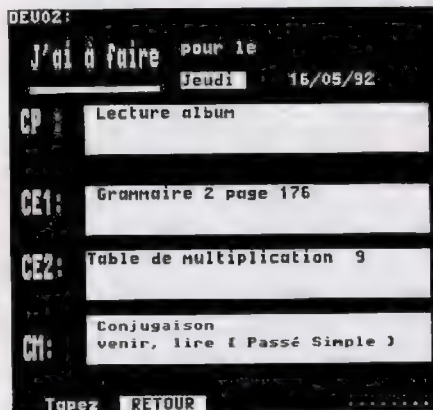 DEVO2:
J'ai à faire pour le
Jeudi 16/05/92
CP Lecture album
CE1: Grammaire 2 page 176
CE2: Table de multiplication 9
CM: Conjugaison
venir, lire [ Passé Simple ]
Tapez RETOUR